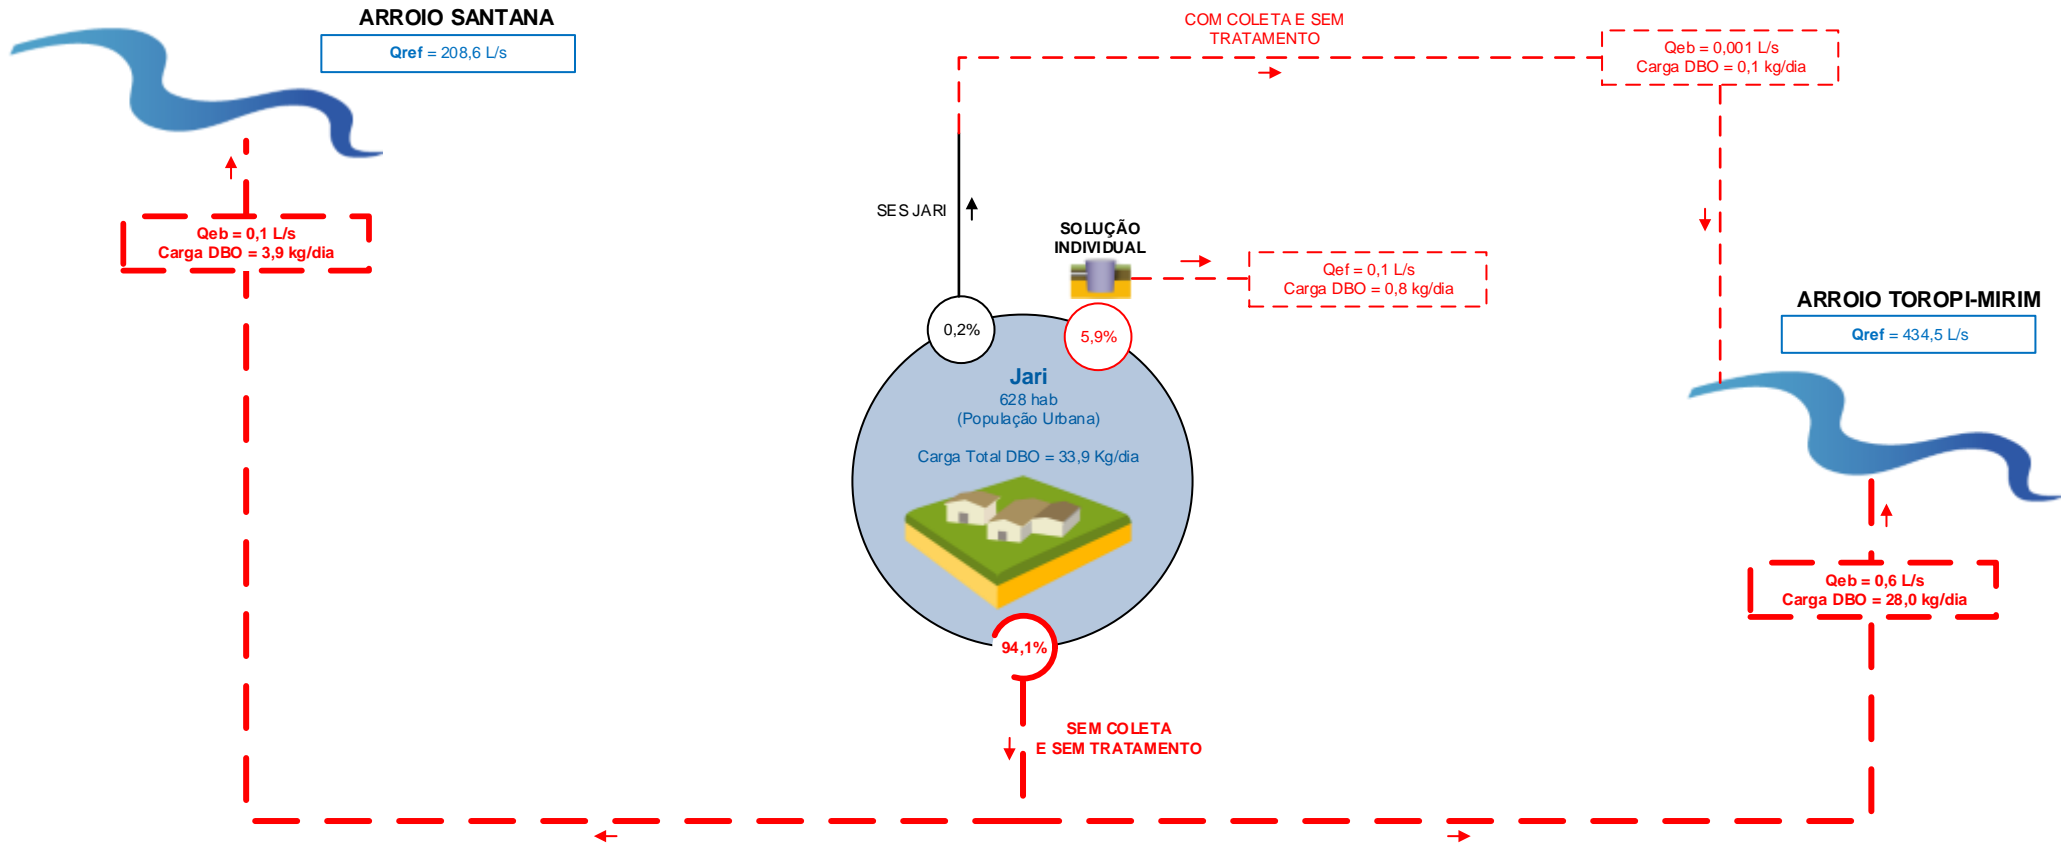 ARROIO SANTANA
Qref = 208,6 L/s
COM COLETA E SEM
TRATAMENTO
Qeb = 0,001 L/s
Carga DBO = 0,1 kg/dia
SES JARI
SOLUÇÃO
INDIVIDUAL
Qeb = 0,1 L/s
Carga DBO = 3,9 kg/dia
Qef = 0,1 L/s
Carga DBO = 0,8 kg/dia
ARROIO TOROPI-MIRIM
Qref = 434,5 L/s
0,2%
5,9%
Jari
628 hab
(População Urbana)
Carga Total DBO = 33,9 Kg/dia
Qeb = 0,6 L/s
Carga DBO = 28,0 kg/dia
94,1%
SEM COLETA
E SEM TRATAMENTO